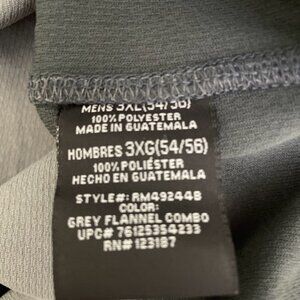 MENS 3XL(54/56)
100% POLYESTER
MADE IN GUATEMALA
HOMBRES 3XG(54/56)
100% POLIÉSTER
HECHO EN GUATEMALA
STYLE#: RM49244B
COLOR:
GREY FLANNEL COMBO
UPC# 76125354233
RN# 123187